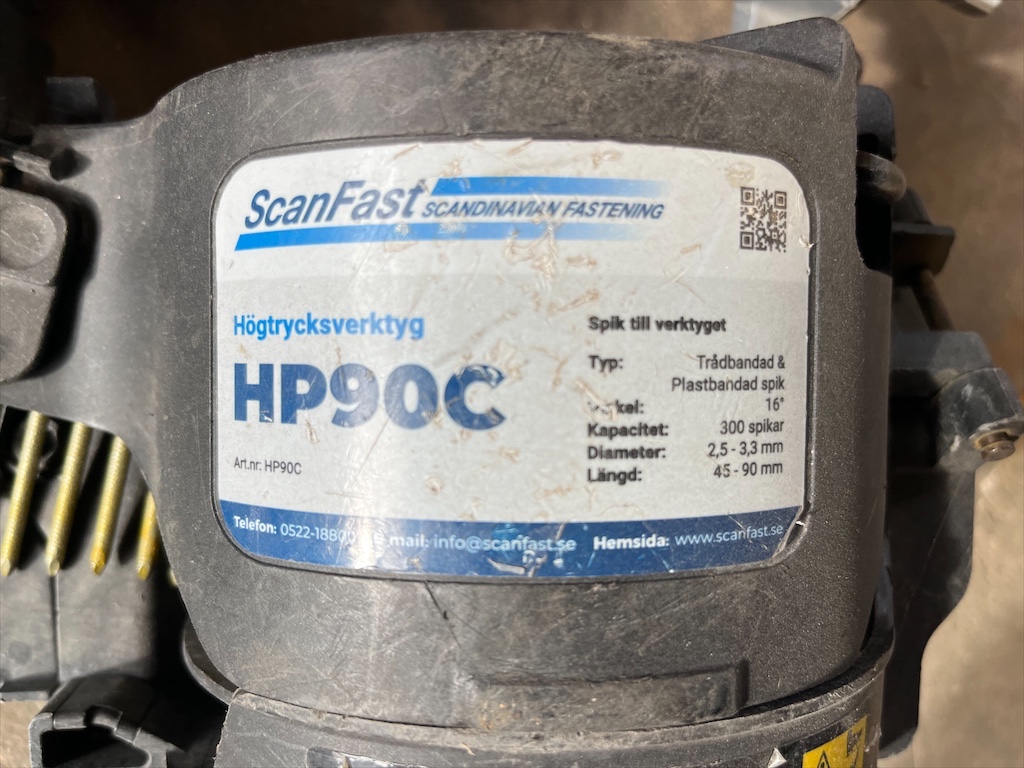 ScanFast SCANDINAVIAN FASTENING
Högtrycksverktyg
HP90C
Art.nr: HP90C
Spik till verktyget
Typ: Trådbandad &
Plastbandad spik
16°
Kapacitet: 300 spikar
Diameter: 2,5 - 3,3 mm
Längd: 45 - 90 mm
Telefon: 0522-18800 E-mail: info@scanfast.se Hemsida: www.scanfast.se